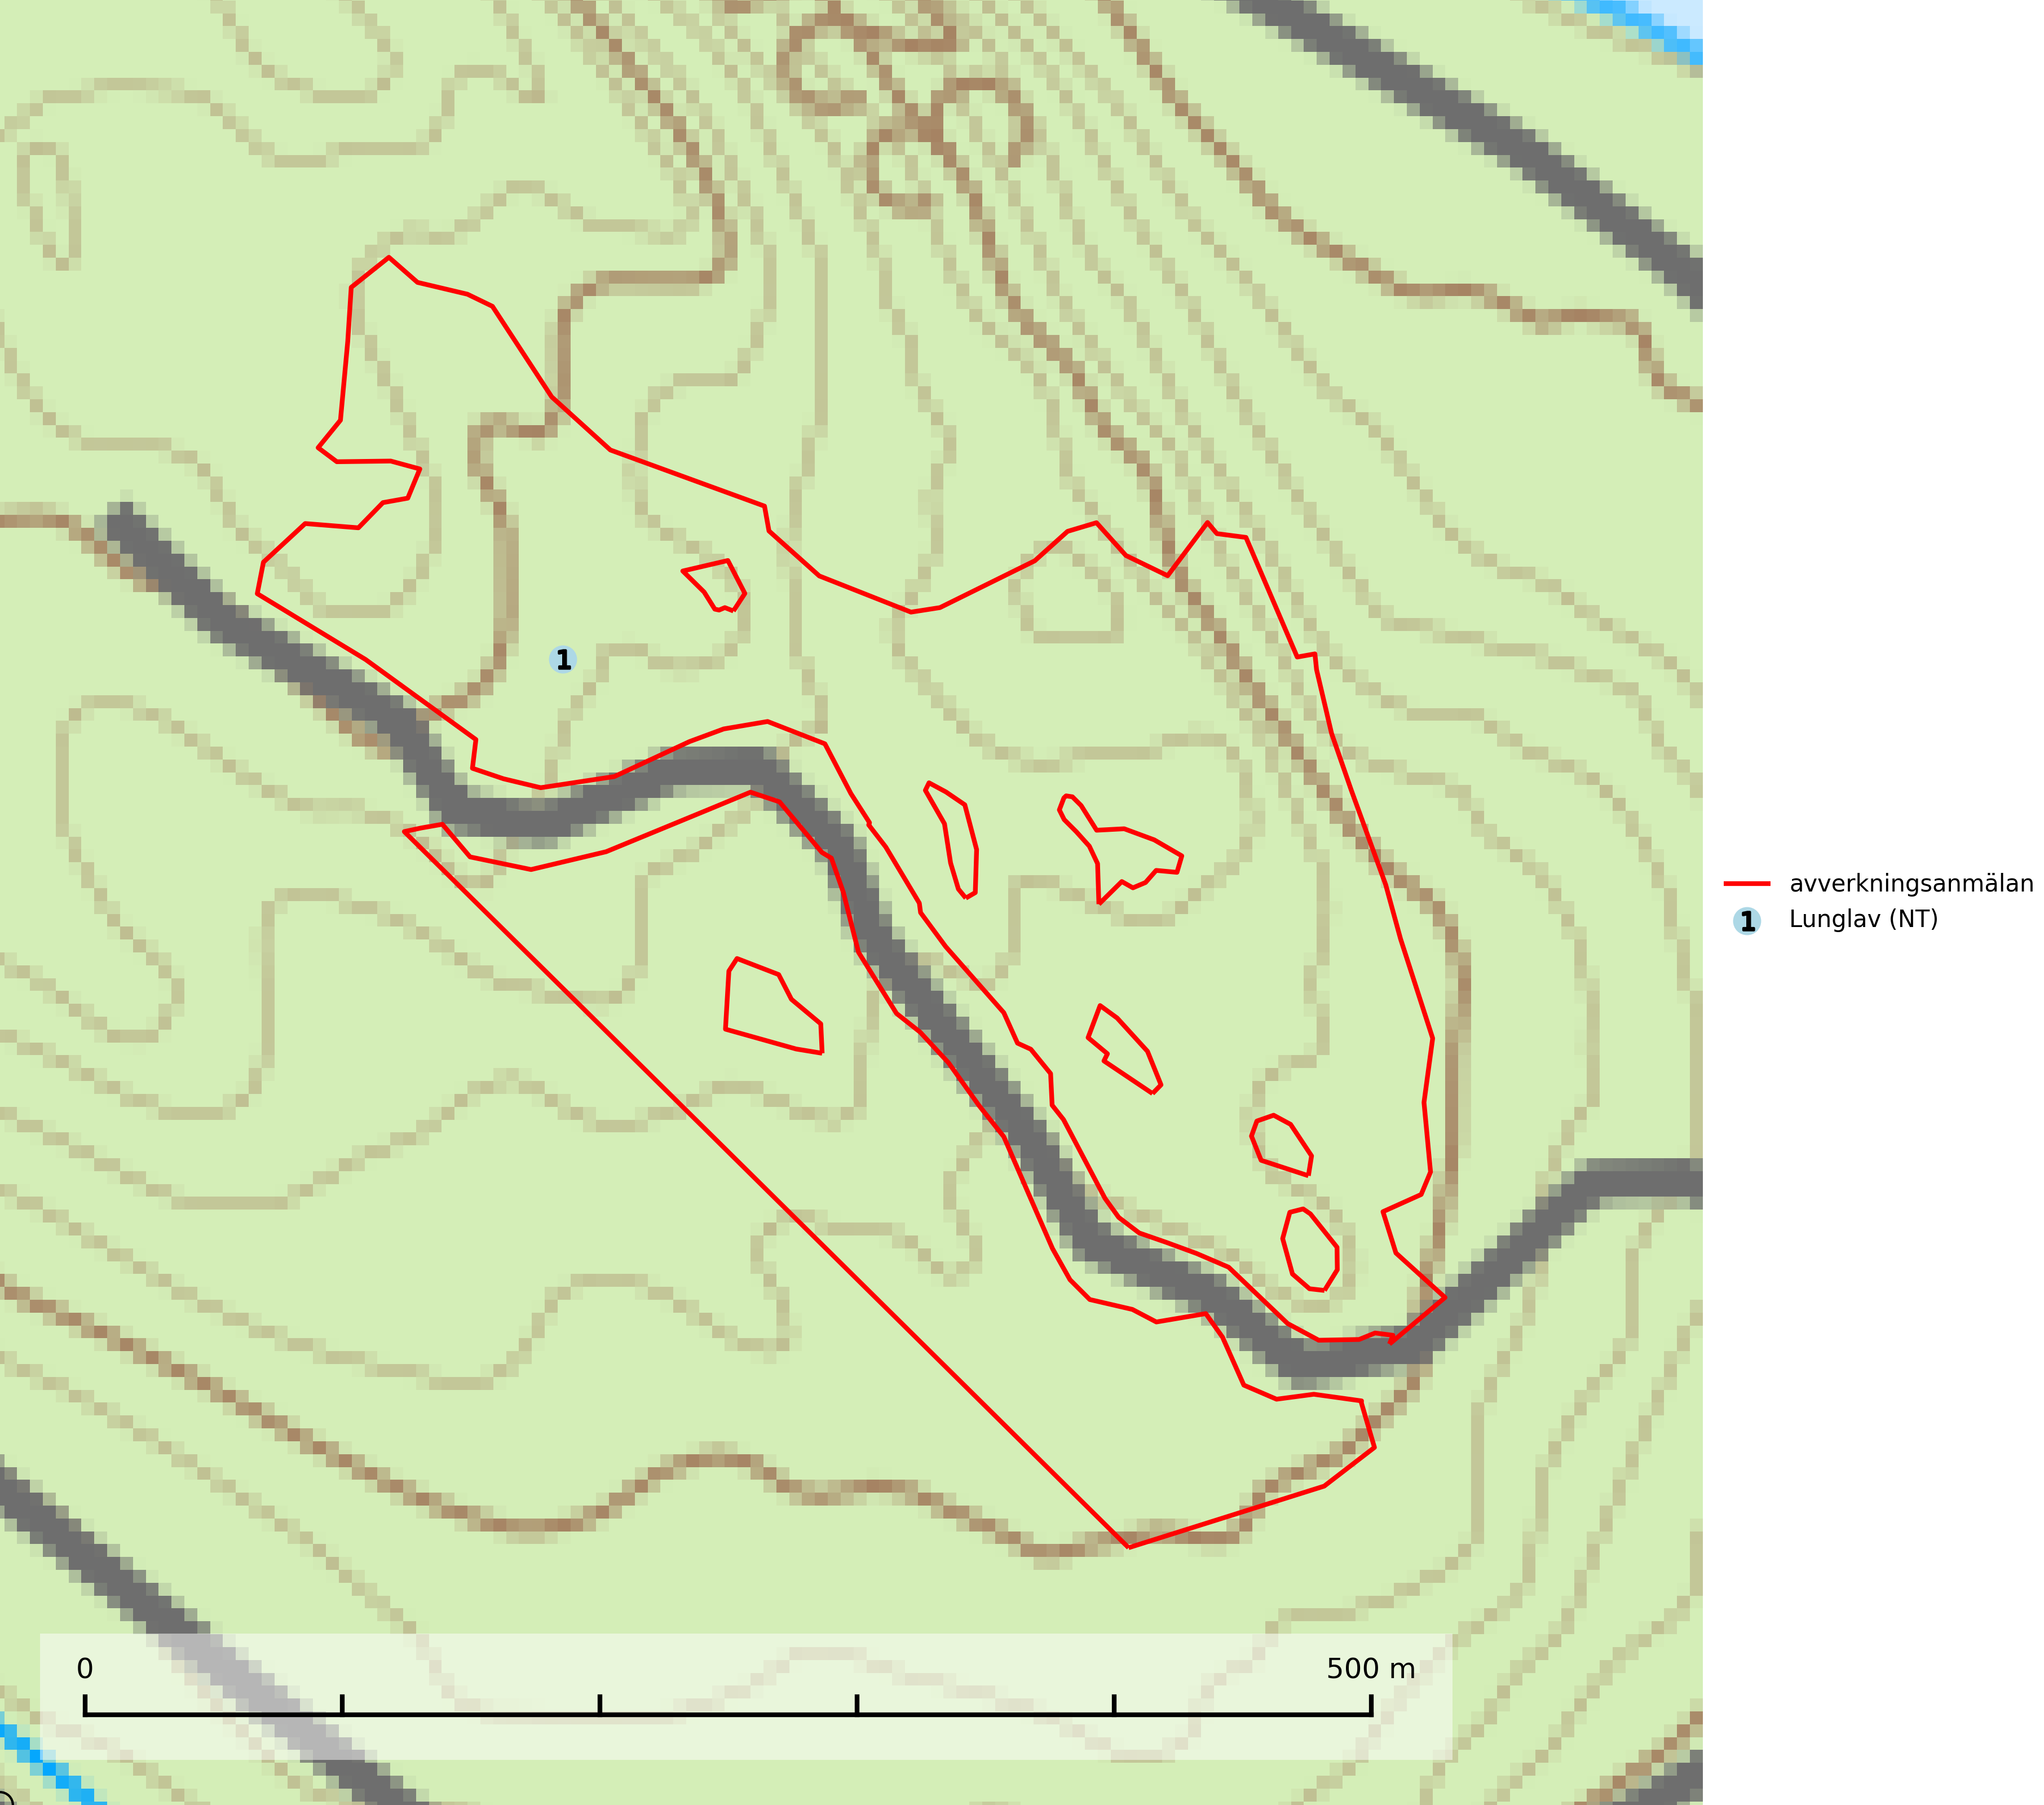 1
avverkningsanmälan
1 Lunglav (NT)
0 500 m